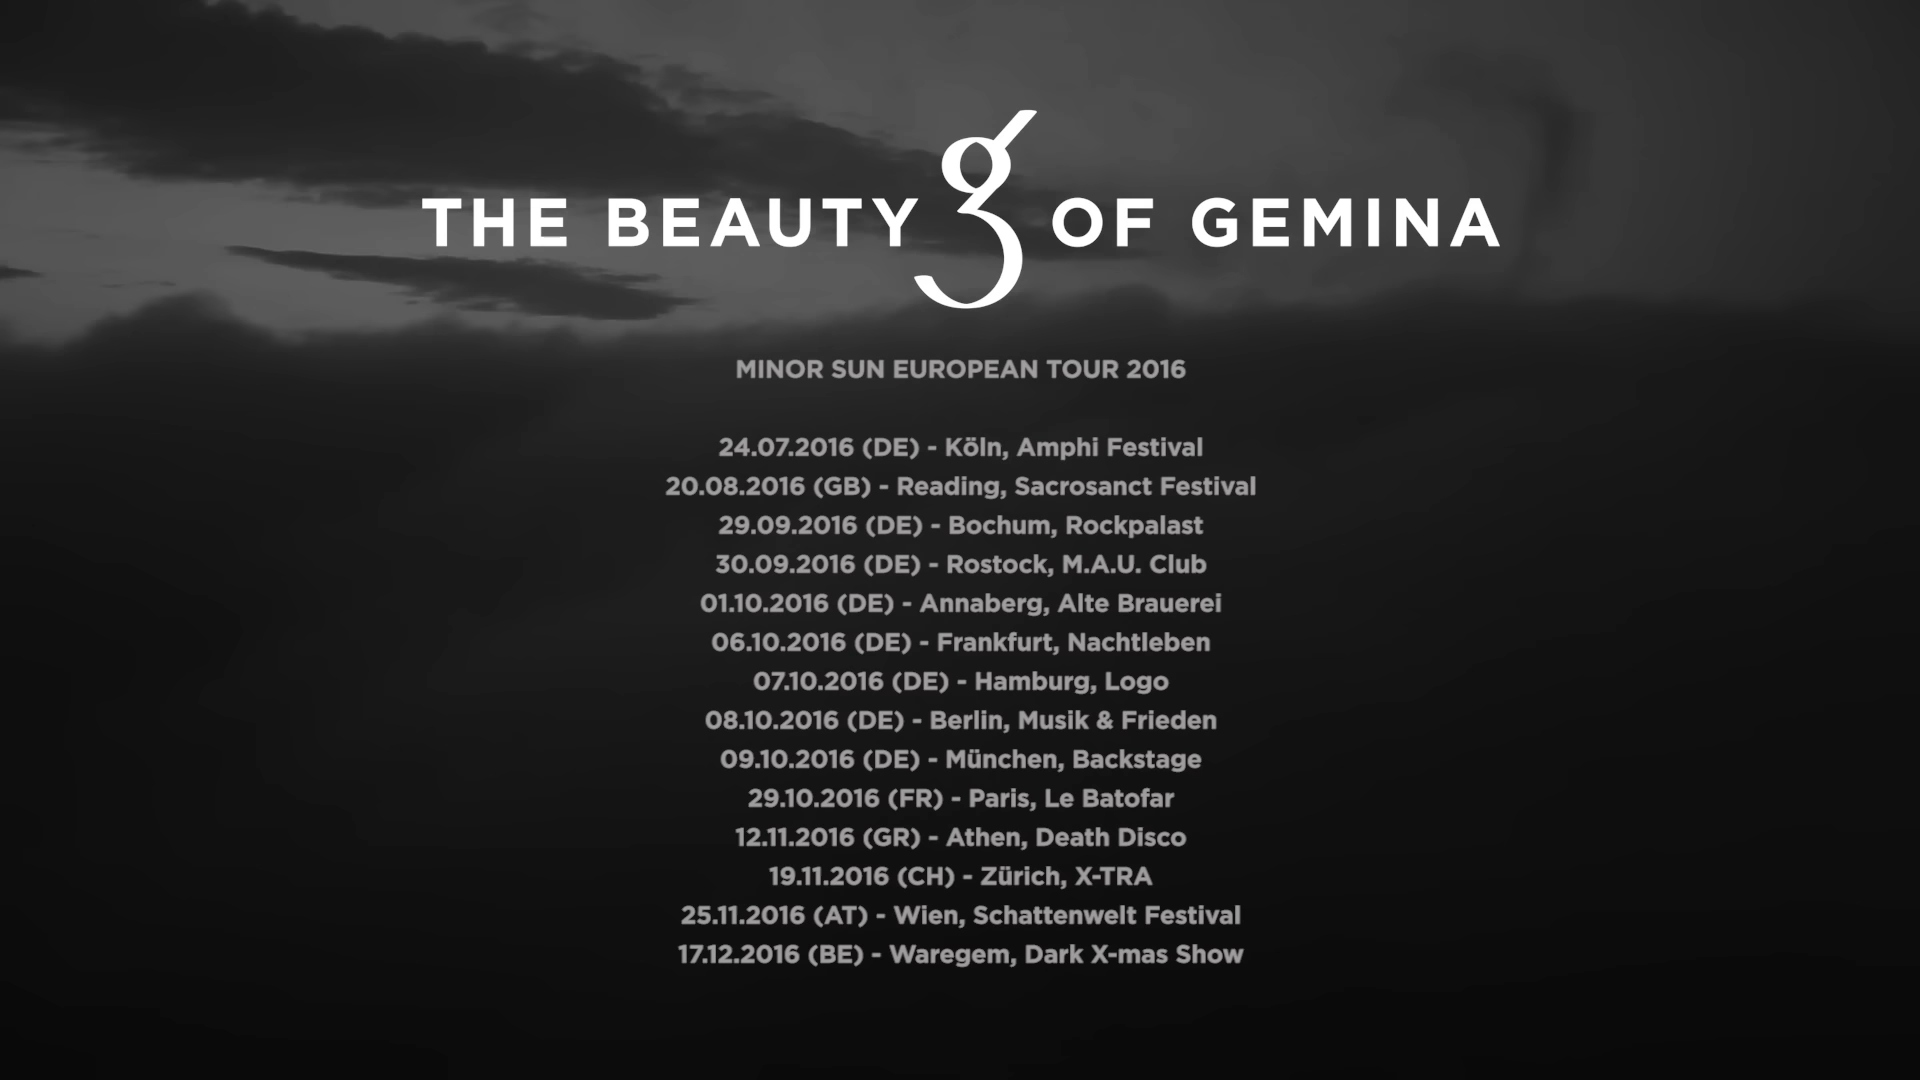 THE BEAUTY g OF GEMINA
MINOR SUN EUROPEAN TOUR 2016
24.07.2016 (DE) - Köln, Amphi Festival
20.08.2016 (GB) - Reading, Sacrosanct Festival
29.09.2016 (DE) - Bochum, Rockpalast
30.09.2016 (DE) - Rostock, M.A.U. Club
01.10.2016 (DE) - Annaberg, Alte Brauerei
06.10.2016 (DE) - Frankfurt, Nachtleben
07.10.2016 (DE) - Hamburg, Logo
08.10.2016 (DE) - Berlin, Musik & Frieden
09.10.2016 (DE) - München, Backstage
29.10.2016 (FR) - Paris, Le Batofar
12.11.2016 (GR) - Athen, Death Disco
19.11.2016 (CH) - Zürich, X-TRA
25.11.2016 (AT) - Wien, Schattenwelt Festival
17.12.2016 (BE) - Waregem, Dark X-mas Show